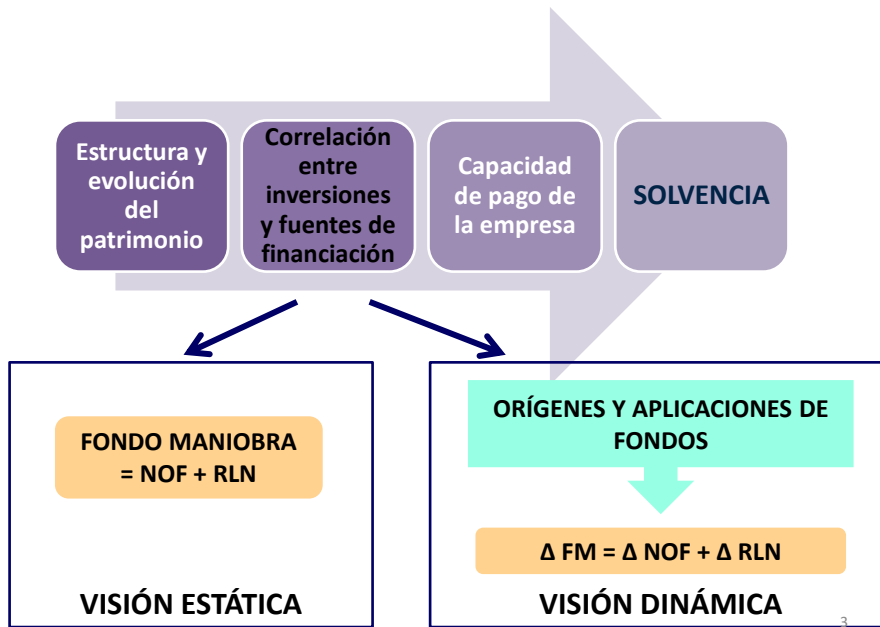 Estructura y
evolución
del
patrimonio
Correlación
entre
inversiones
y fuentes de
financiación
Capacidad
de pago de
la empresa
SOLVENCIA
FONDO MANIOBRA
= NOF + RLN
VISIÓN ESTÁTICA
ORÍGENES Y APLICACIONES DE
FONDOS
Δ FM = Δ NOF + Δ RLN
VISIÓN DINÁMICA
3